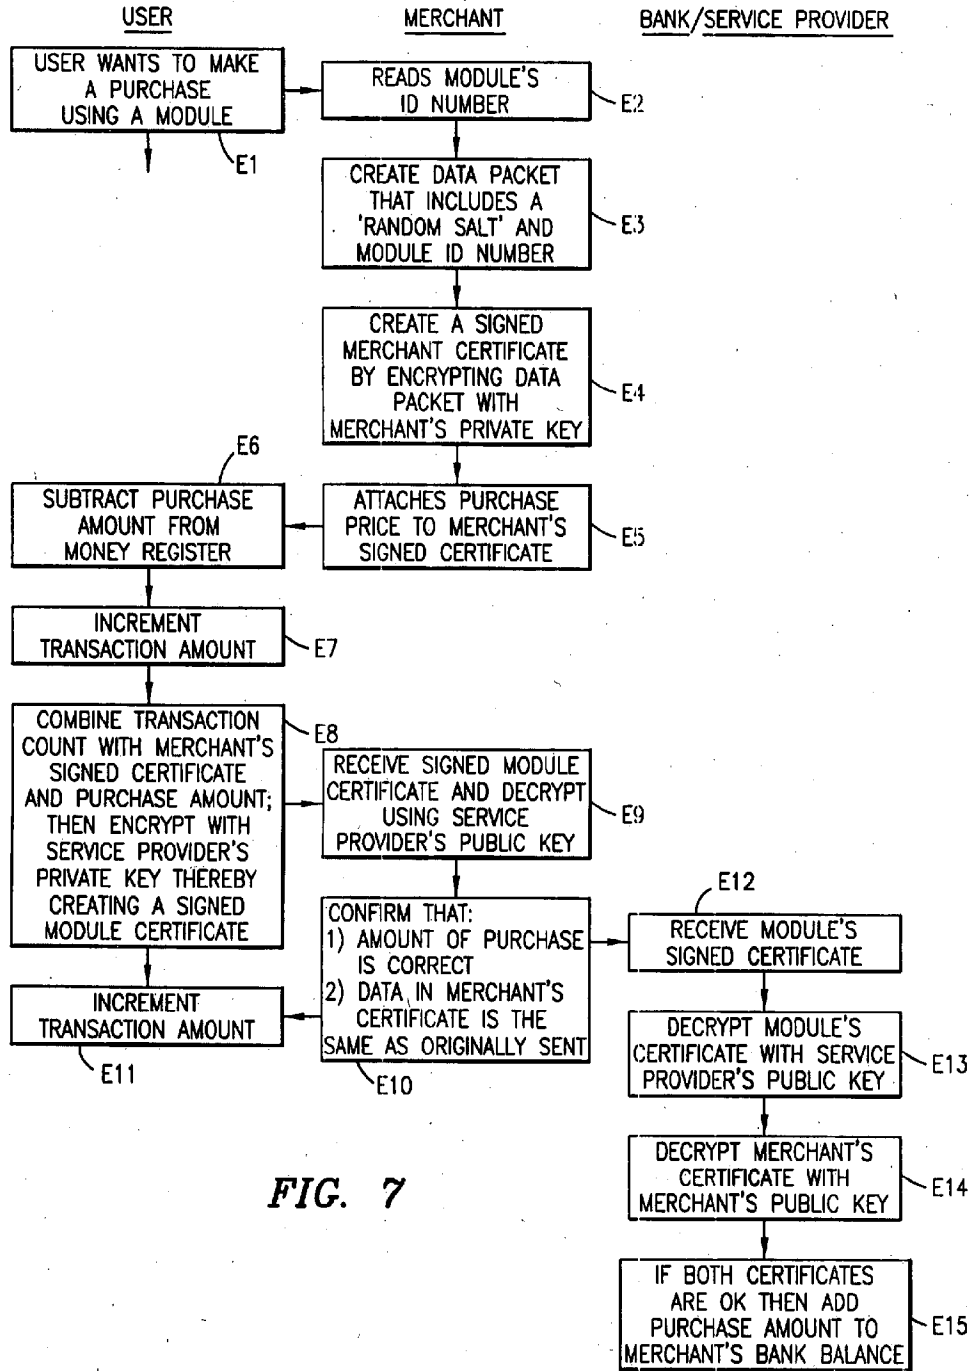 USER
MERCHANT
BANK/SERVICE PROVIDER
USER WANTS TO MAKE
A PURCHASE
USING A MODULE
E1
READS MODULE'S
ID NUMBER
E2
CREATE DATA PACKET
THAT INCLUDES A
'RANDOM SALT' AND
MODULE ID NUMBER
E3
CREATE A SIGNED
MERCHANT CERTIFICATE
BY ENCRYPTING DATA
PACKET WITH
MERCHANT'S PRIVATE KEY
E4
ATTACHES PURCHASE
PRICE TO MERCHANT'S
SIGNED CERTIFICATE
E5
E6
SUBTRACT PURCHASE
AMOUNT FROM
MONEY REGISTER
INCREMENT
TRANSACTION AMOUNT
E7
COMBINE TRANSACTION
COUNT WITH MERCHANT'S
SIGNED CERTIFICATE
AND PURCHASE AMOUNT;
THEN ENCRYPT WITH
SERVICE PROVIDER'S
PRIVATE KEY THEREBY
CREATING A SIGNED
MODULE CERTIFICATE
E8
RECEIVE SIGNED MODULE
CERTIFICATE AND DECRYPT
USING SERVICE
PROVIDER'S PUBLIC KEY
E9
CONFIRM THAT:
1) AMOUNT OF PURCHASE
IS CORRECT
2) DATA IN MERCHANT'S
CERTIFICATE IS THE
SAME AS ORIGINALLY SENT
E10
INCREMENT
TRANSACTION AMOUNT
E11
E12
RECEIVE MODULE'S
SIGNED CERTIFICATE
DECRYPT MODULE'S
CERTIFICATE WITH SERVICE
PROVIDER'S PUBLIC KEY
E13
DECRYPT MERCHANT'S
CERTIFICATE WITH
MERCHANT'S PUBLIC KEY
E14
IF BOTH CERTIFICATES
ARE OK THEN ADD
PURCHASE AMOUNT TO
MERCHANT'S BANK BALANCE
E15
FIG. 7